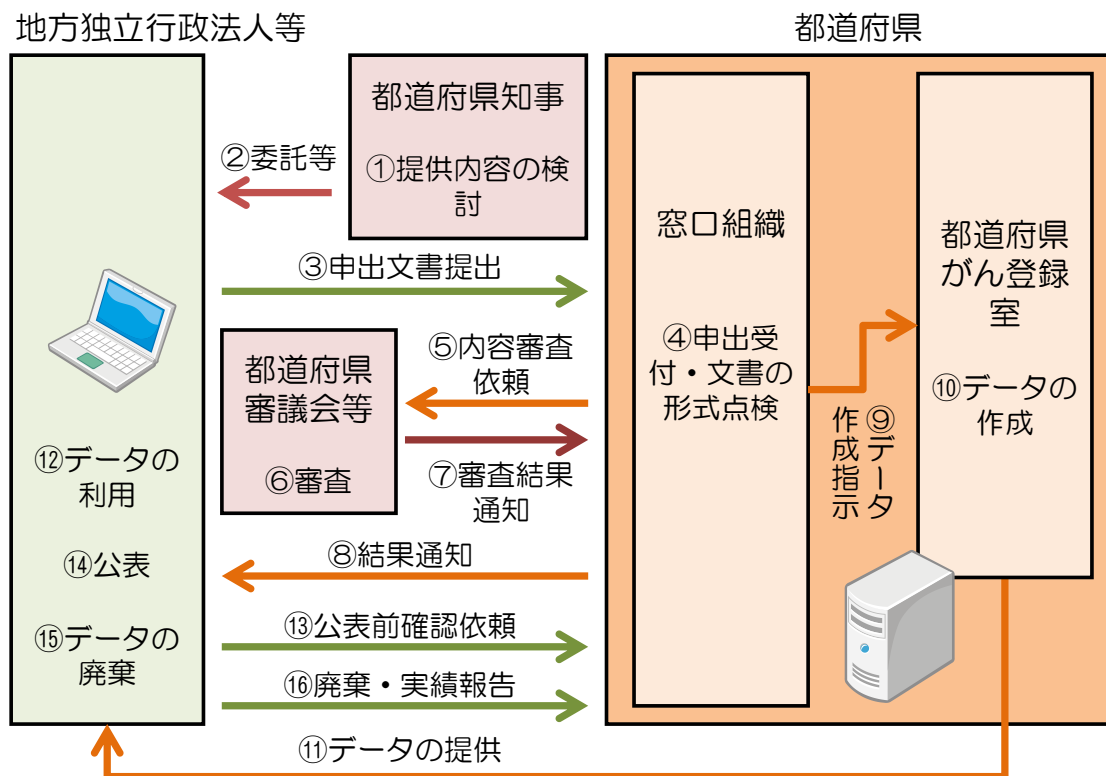 地方独立行政法人等
都道府県
都道府県知事
①提供内容の検
討
②委託等
③申出文書提出
窓口組織
④申出受
付・文書の
形式点検
都道府県
がん登録
室
⑩データの
作成
⑤内容審査
依頼
都道府県
審議会等
⑥審査
⑦審査結果
通知
⑨データ
作成指示
⑧結果通知
⑫データの
利用
⑭公表
⑮データの
廃棄
⑬公表前確認依頼
⑯廃棄・実績報告
⑪データの提供